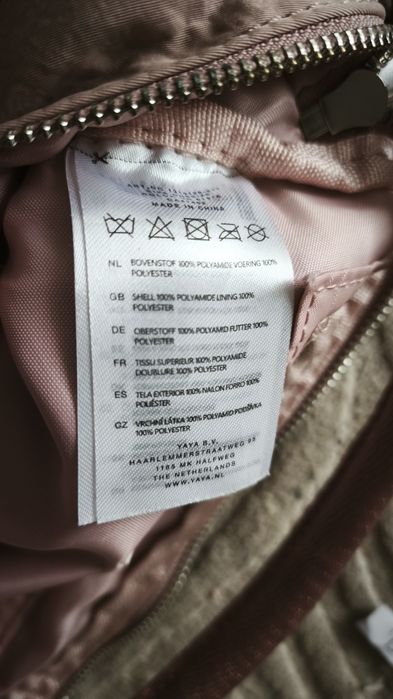 MADE IN CHINA
NL BOVENSTOF 100% POLYAMIDE VOERING 100%
POLYESTER
GB SHELL 100% POLYAMIDE LINING 100%
POLYESTER
DE OBERSTOFF 100% POLYAMID FUTTER 100%
POLYESTER
FR TISSU SUPERIEUR 100% POLYAMIDE
DOUBLURE 100% POLYESTER
ES TELA EXTERIOR 100% NAILON FORRO 100%
POLIÉSTER
CZ VRCHNÍ LÁTKA 100% POLYAMID PODŠÍVKA
100% POLYESTER
YAYA B.V.
HAARLEMMERSTRAATWEG 95
1165 MK HALFWEG
THE NETHERLANDS
WWW.YAYA.NL